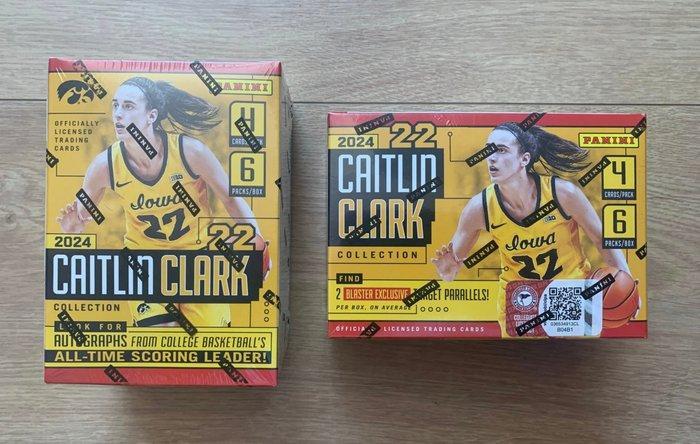 PANINI
OFFICIALLY
LICENSED
TRADING
CARDS
4
6
PACKS/BOX
Iowa
22
2024
22
CAITLIN CLARK
COLLECTION
LOOK FOR
AUTOGRAPHS FROM COLLEGE BASKETBALL'S
ALL-TIME SCORING LEADER!
2024 22
CAITLIN
CLARK
COLLECTION
PANINI
4
CARDS/PACK
6
PACKS/BOX
Iowa
22
FIND
2 BLASTER EXCLUSIVE TARGET PARALLELS!
PER BOX, ON AVERAGE
OFFICIALLY LICENSED TRADING CARDS
B04B1